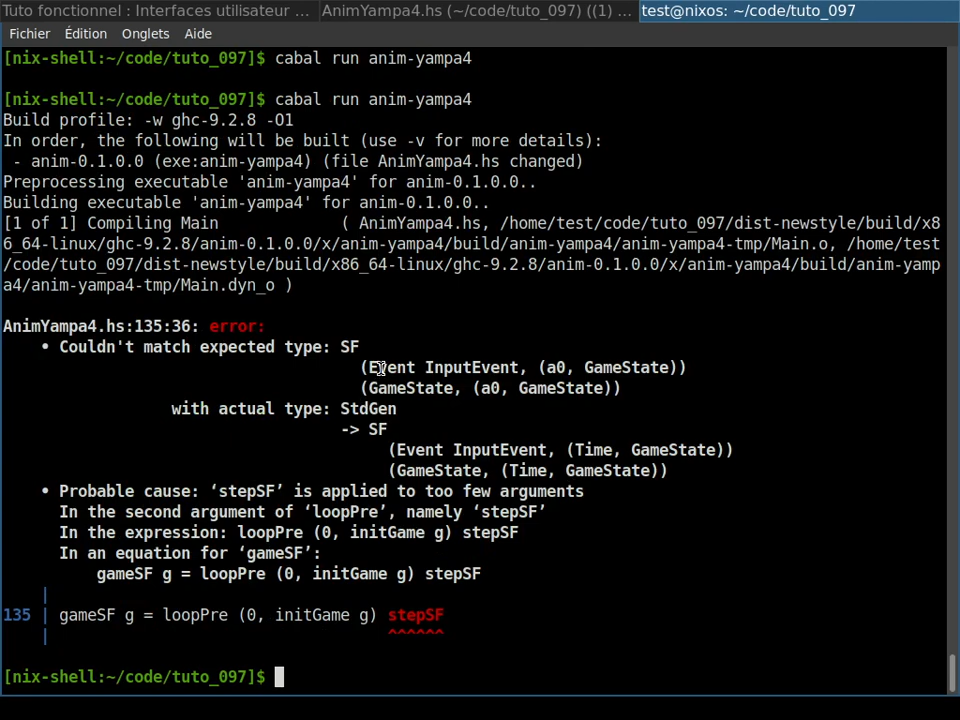 Tuto fonctionnel : Interfaces utilisateur ... AnimYampa4.hs (~/code/tuto_097) ((1) ... test@nixos: ~/code/tuto_097
Fichier Édition Onglets Aide
[nix-shell:~/code/tuto_097]$ cabal run anim-yampa4
[nix-shell:~/code/tuto_097]$ cabal run anim-yampa4
Build profile: -w ghc-9.2.8 -O1
In order, the following will be built (use -v for more details):
 - anim-0.1.0.0 (exe:anim-yampa4) (file AnimYampa4.hs changed)
Preprocessing executable 'anim-yampa4' for anim-0.1.0.0..
Building executable 'anim-yampa4' for anim-0.1.0.0..
[1 of 1] Compiling Main             ( AnimYampa4.hs, /home/test/code/tuto_097/dist-newstyle/build/x8
6_64-linux/ghc-9.2.8/anim-0.1.0.0/x/anim-yampa4/build/anim-yampa4/anim-yampa4-tmp/Main.o, /home/test
/code/tuto_097/dist-newstyle/build/x86_64-linux/ghc-9.2.8/anim-0.1.0.0/x/anim-yampa4/build/anim-yamp
a4/anim-yampa4-tmp/Main.dyn_o )
AnimYampa4.hs:135:36: error:
    • Couldn't match expected type: SF
                                      (Event InputEvent, (a0, GameState))
                                      (GameState, (a0, GameState))
                  with actual type: StdGen
                                    -> SF
                                         (Event InputEvent, (Time, GameState))
                                         (GameState, (Time, GameState))
    • Probable cause: ‘stepSF’ is applied to too few arguments
      In the second argument of ‘loopPre’, namely ‘stepSF’
      In the expression: loopPre (0, initGame g) stepSF
      In an equation for ‘gameSF’:
          gameSF g = loopPre (0, initGame g) stepSF
    |
135 | gameSF g = loopPre (0, initGame g) stepSF
    |                                    ^^^^^^
[nix-shell:~/code/tuto_097]$